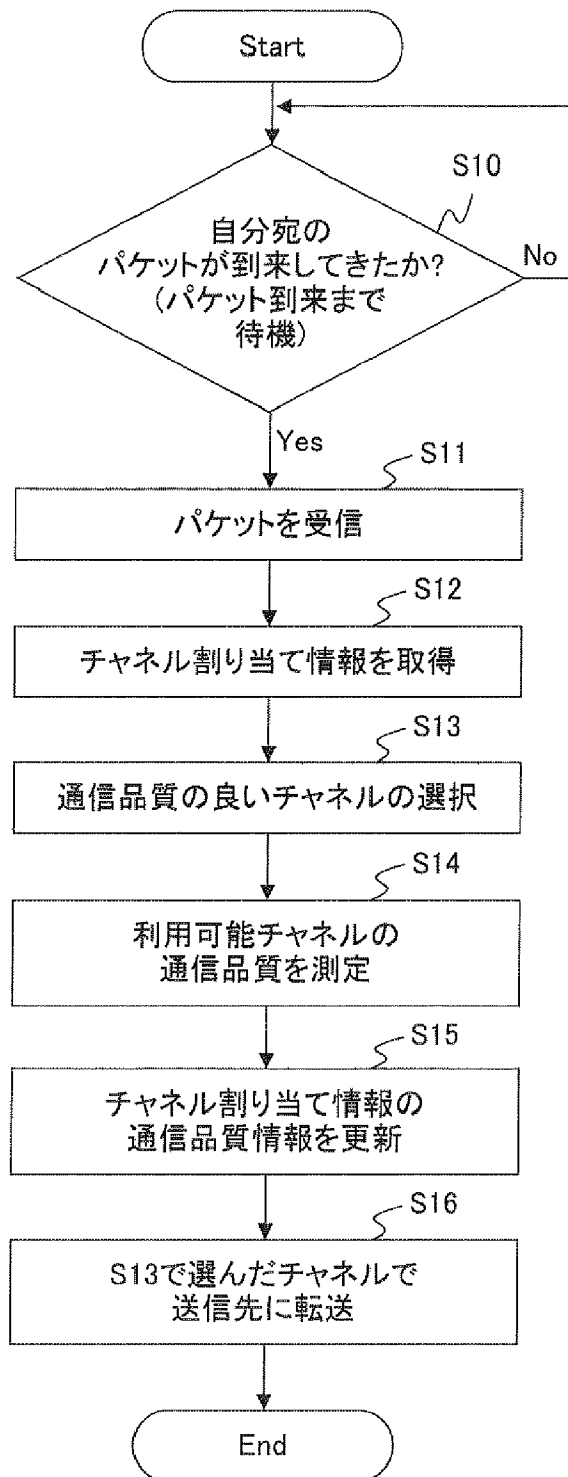 Start
S10
自分宛の
パケットが到来してきたか?
(パケット到来まで
待機)
No
Yes
S11
パケットを受信
S12
チャネル割り当て情報を取得
S13
通信品質の良いチャネルの選択
S14
利用可能チャネルの
通信品質を測定
S15
チャネル割り当て情報の
通信品質情報を更新
S16
S13で選んだチャネルで
送信先に転送
End